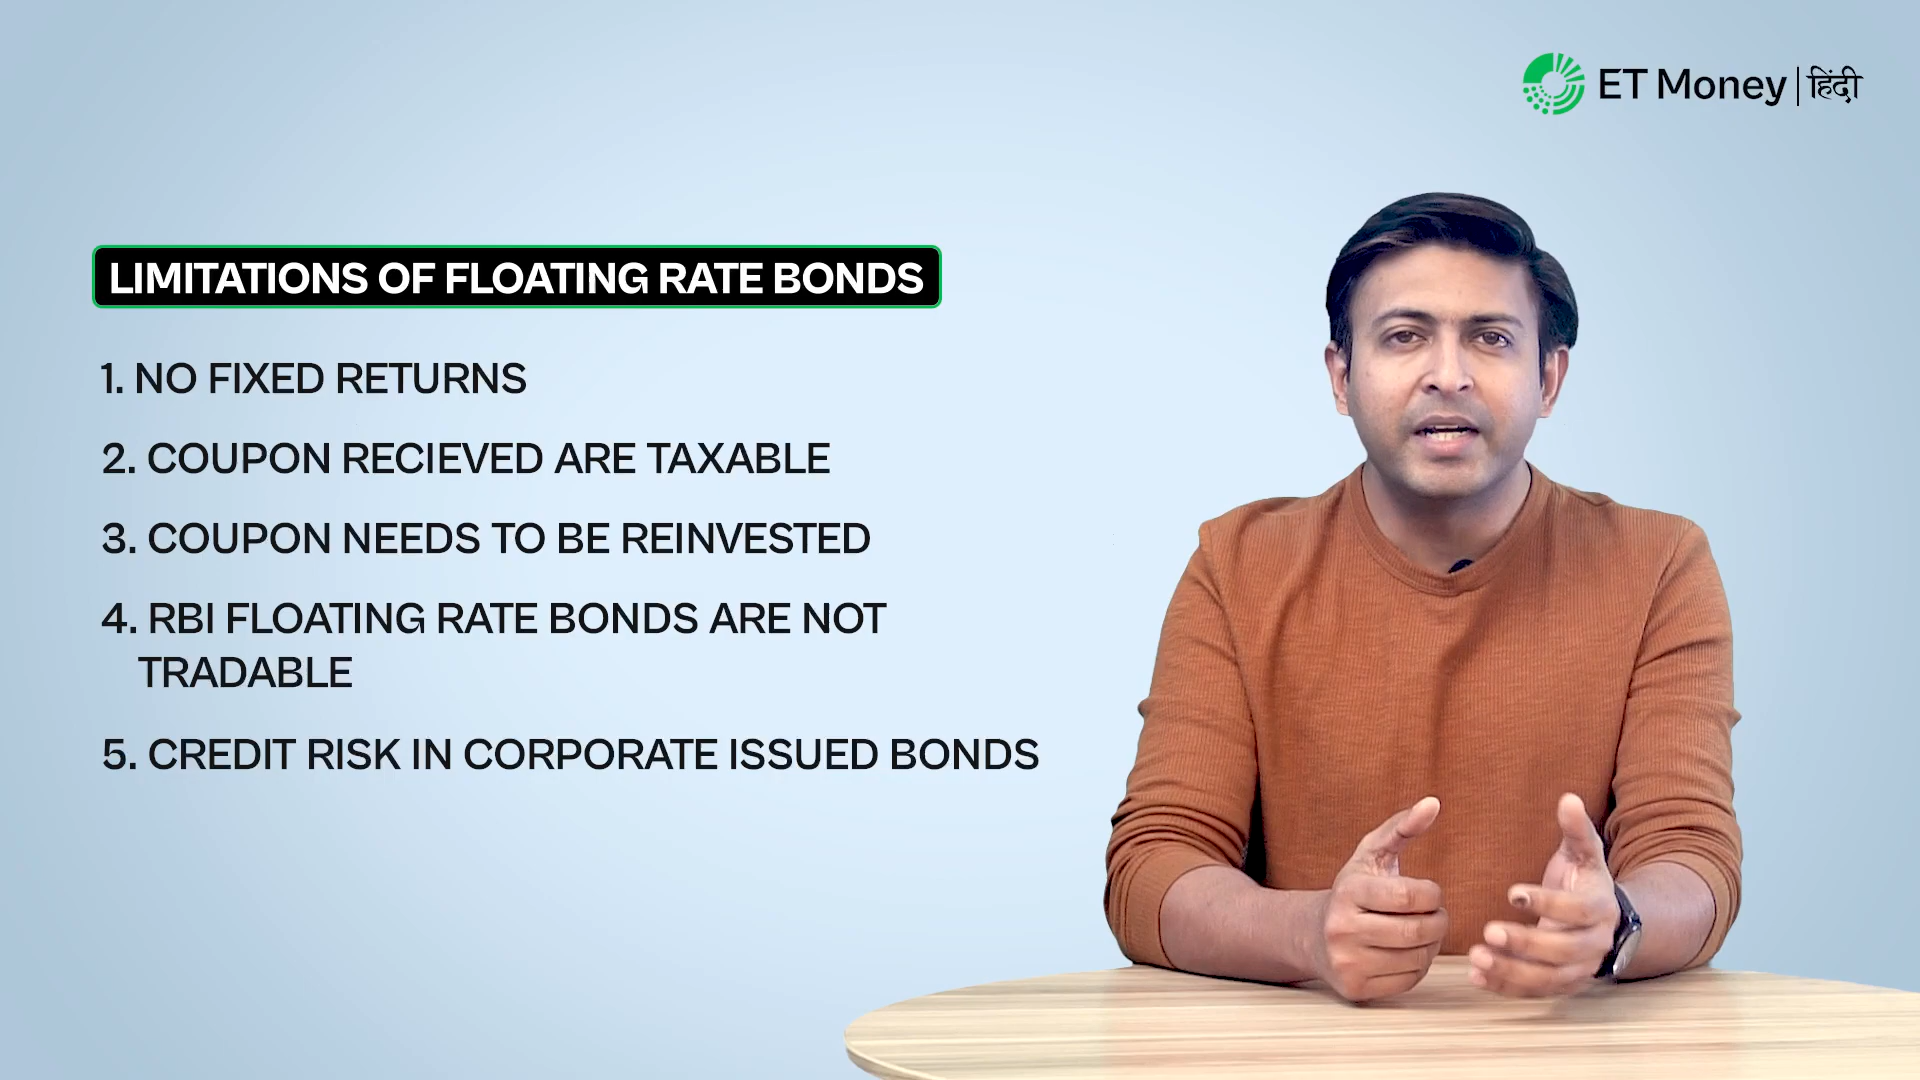 ET Money | हिंदी
LIMITATIONS OF FLOATING RATE BONDS
1. NO FIXED RETURNS
2. COUPON RECIEVED ARE TAXABLE
3. COUPON NEEDS TO BE REINVESTED
4. RBI FLOATING RATE BONDS ARE NOT
TRADABLE
5. CREDIT RISK IN CORPORATE ISSUED BONDS